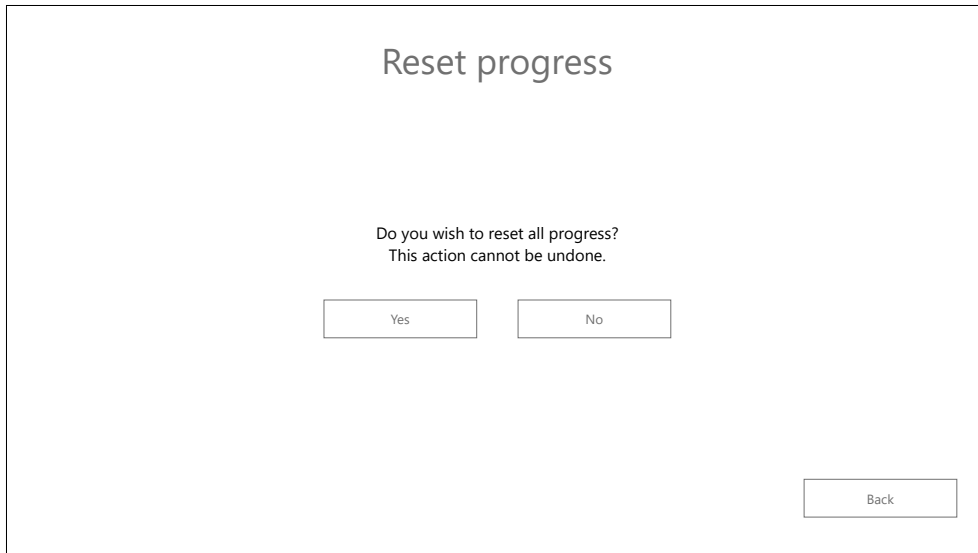 Reset progress
Do you wish to reset all progress?
This action cannot be undone.
Yes
No
Back